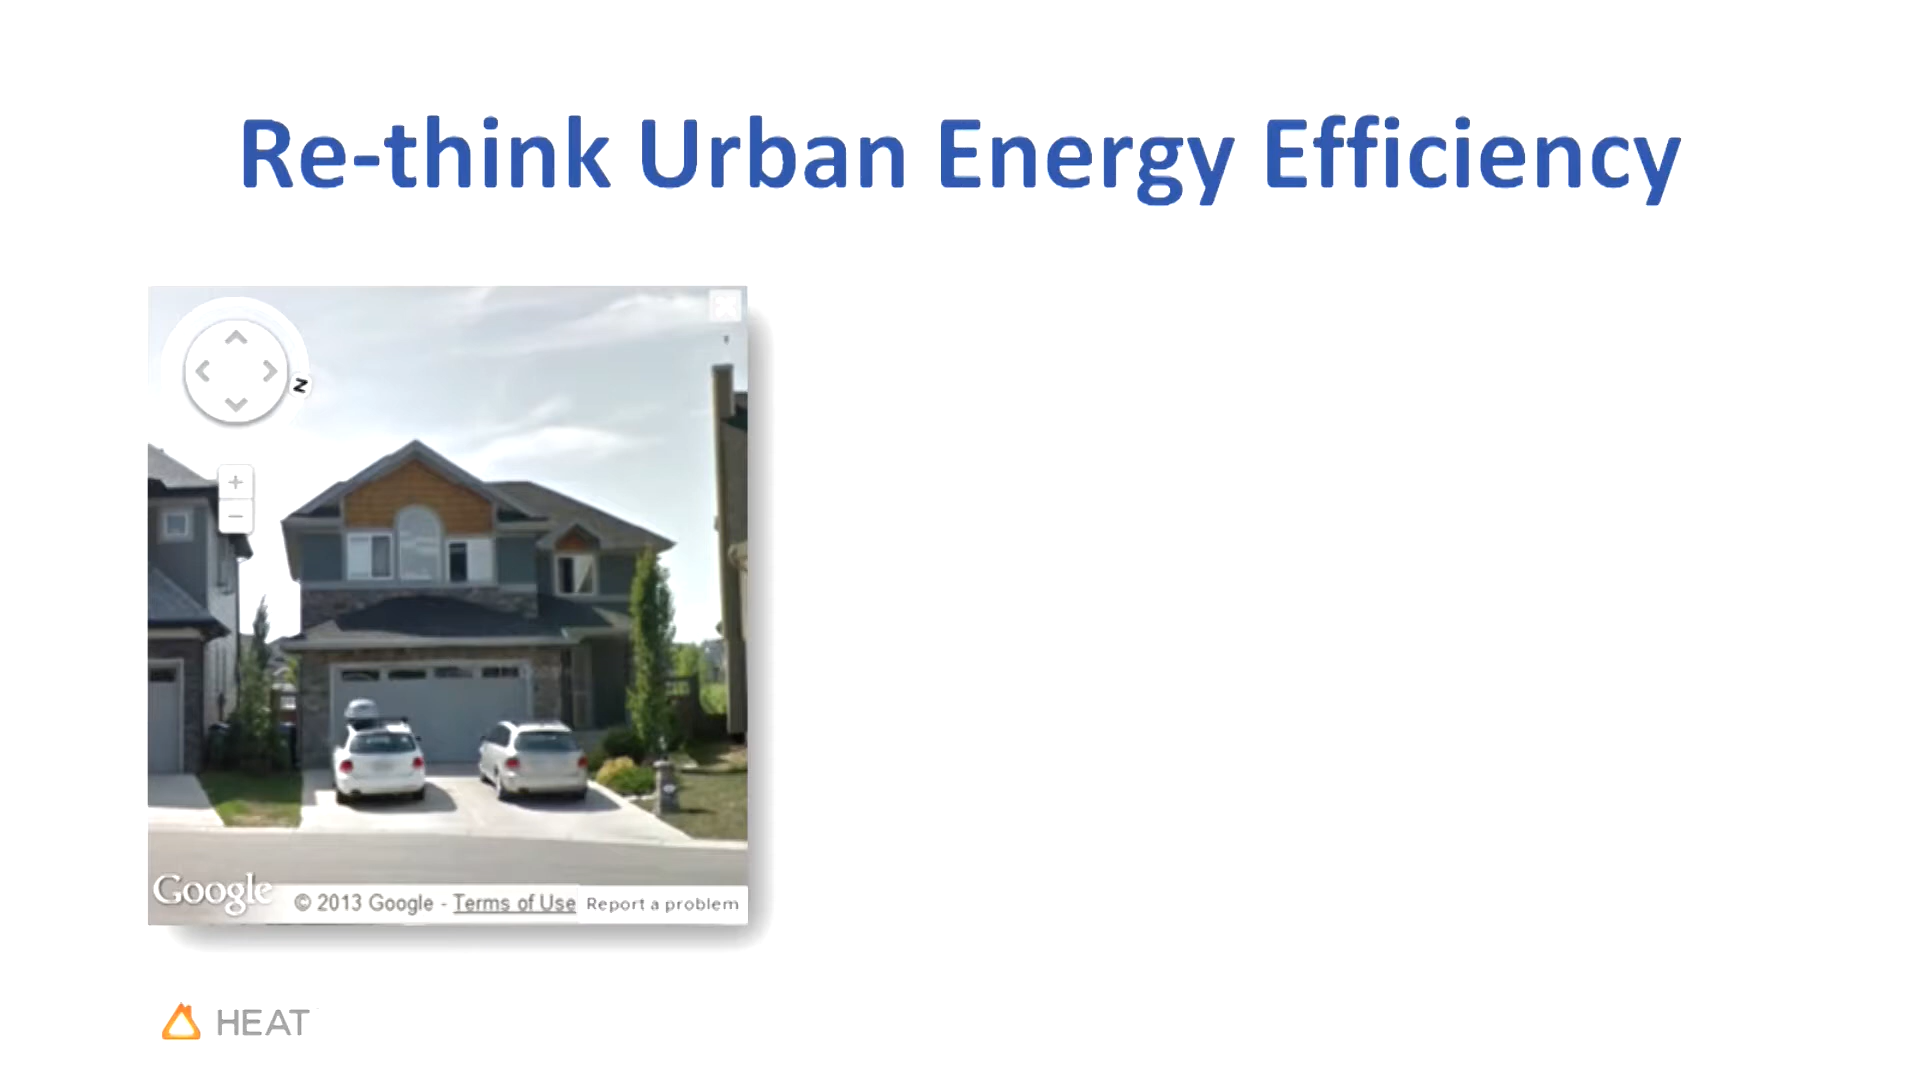 Re-think Urban Energy Efficiency
N
Google
© 2013 Google - Terms of Use Report a problem
HEAT